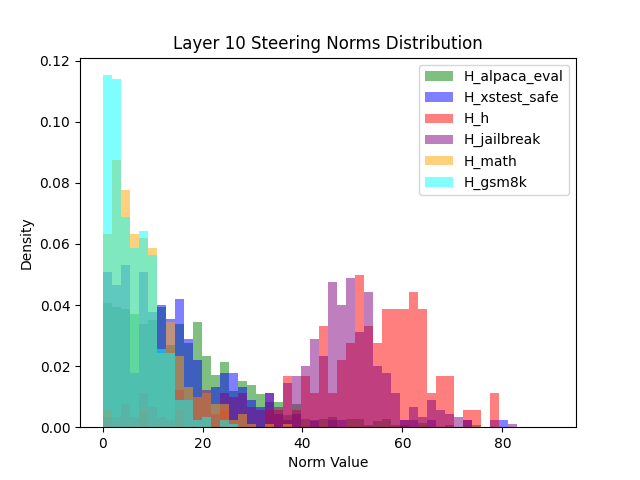 Layer 10 Steering Norms Distribution
H_alpaca_eval
H_xstest_safe
H_h
H_jailbreak
H_math
H_gsm8k
Density
0.12
0.10
0.08
0.06
0.04
0.02
0.00
0
20
40
60
80
Norm Value